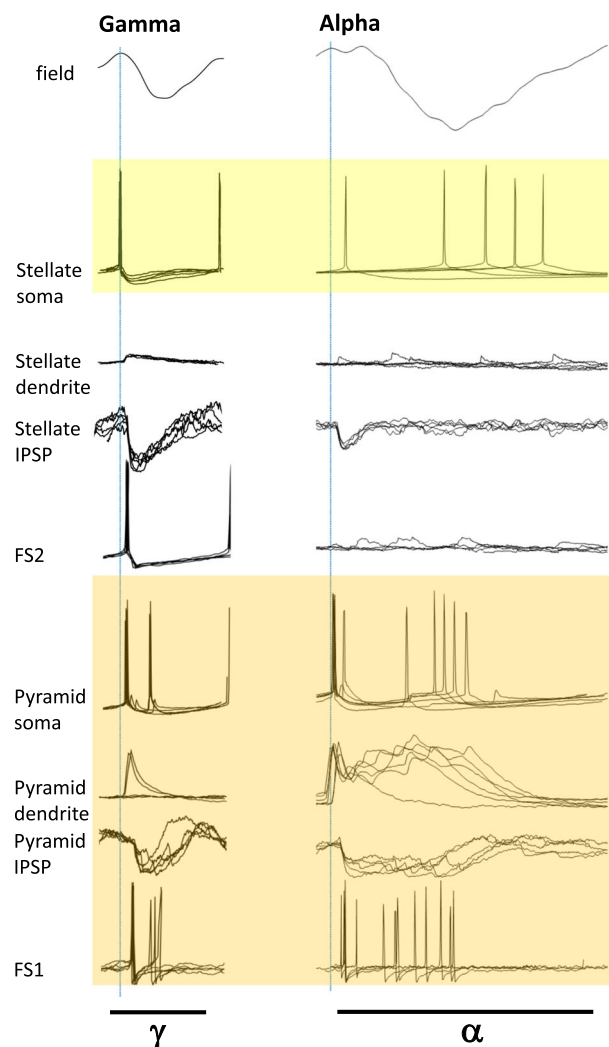 Gamma
Alpha
field
Stellate
soma
Stellate
dendrite
Stellate
IPSP
FS2
Pyramid
soma
Pyramid
dendrite
Pyramid
IPSP
FS1
γ
α